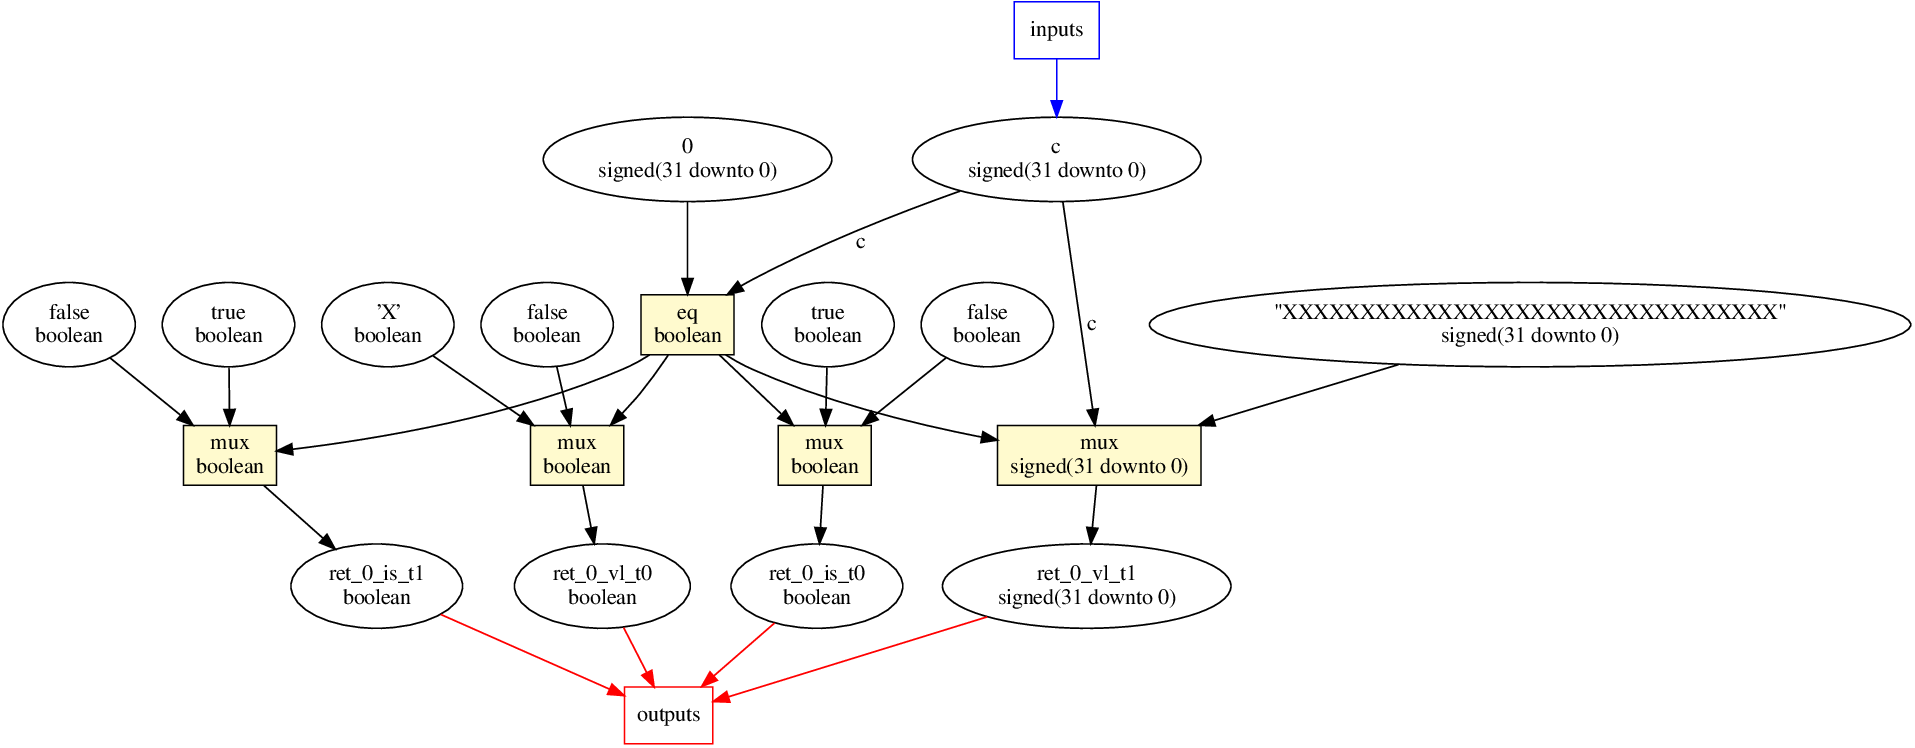 inputs
0
signed(31 downto 0)
c
signed(31 downto 0)
c
false
boolean
true
boolean
'X'
boolean
false
boolean
eq
boolean
true
boolean
false
boolean
c
"XXXXXXXXXXXXXXXXXXXXXXXXXXXXXXXX"
signed(31 downto 0)
mux
boolean
mux
boolean
mux
boolean
mux
signed(31 downto 0)
ret_0_is_t1
boolean
ret_0_vl_t0
boolean
ret_0_is_t0
boolean
ret_0_vl_t1
signed(31 downto 0)
outputs